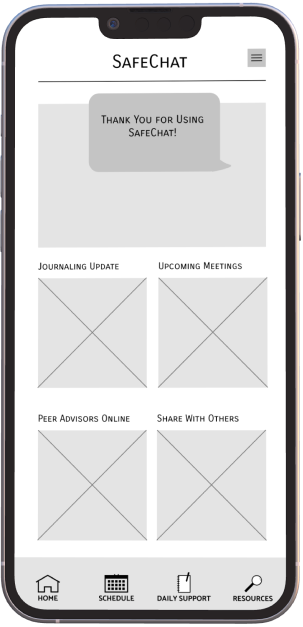 SafeChat
Thank You for Using
SafeChat!
Journaling Update
Upcoming Meetings
Peer Advisors Online
Share With Others
HOME
SCHEDULE
DAILY SUPPORT
RESOURCES